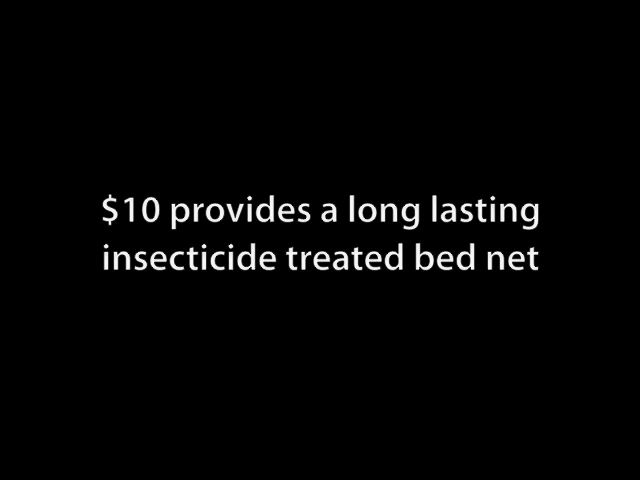 $10 provides a long lasting
insecticide treated bed net